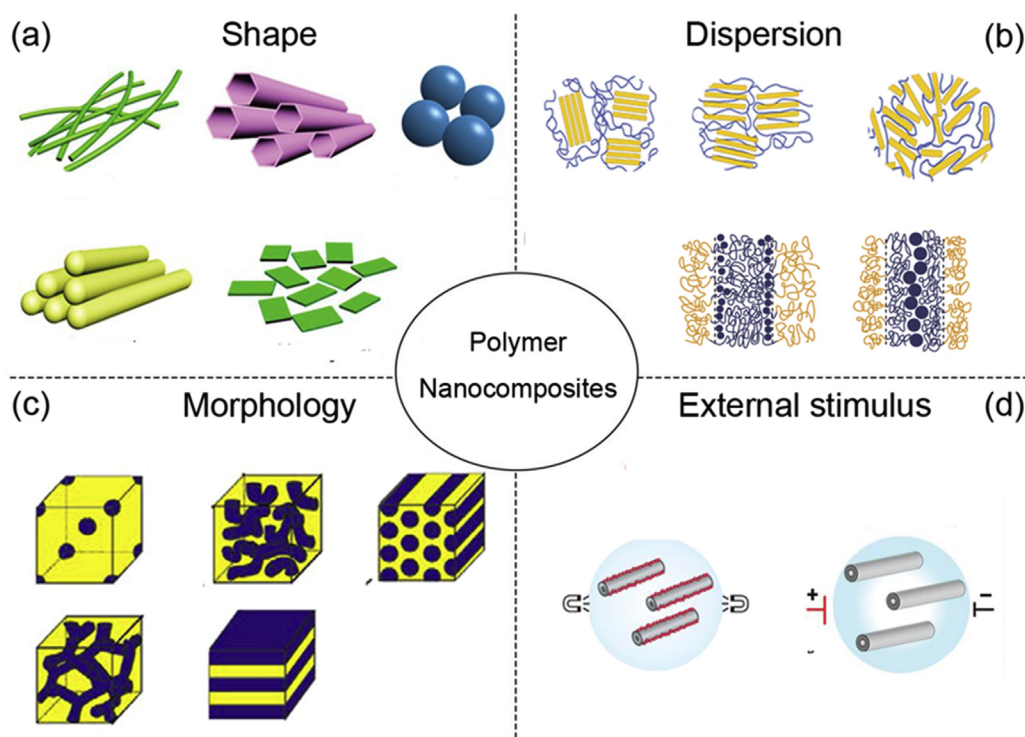 (a)
Shape
Dispersion
(b)
Polymer
Nanocomposites
(c)
Morphology
External stimulus
(d)
+
−